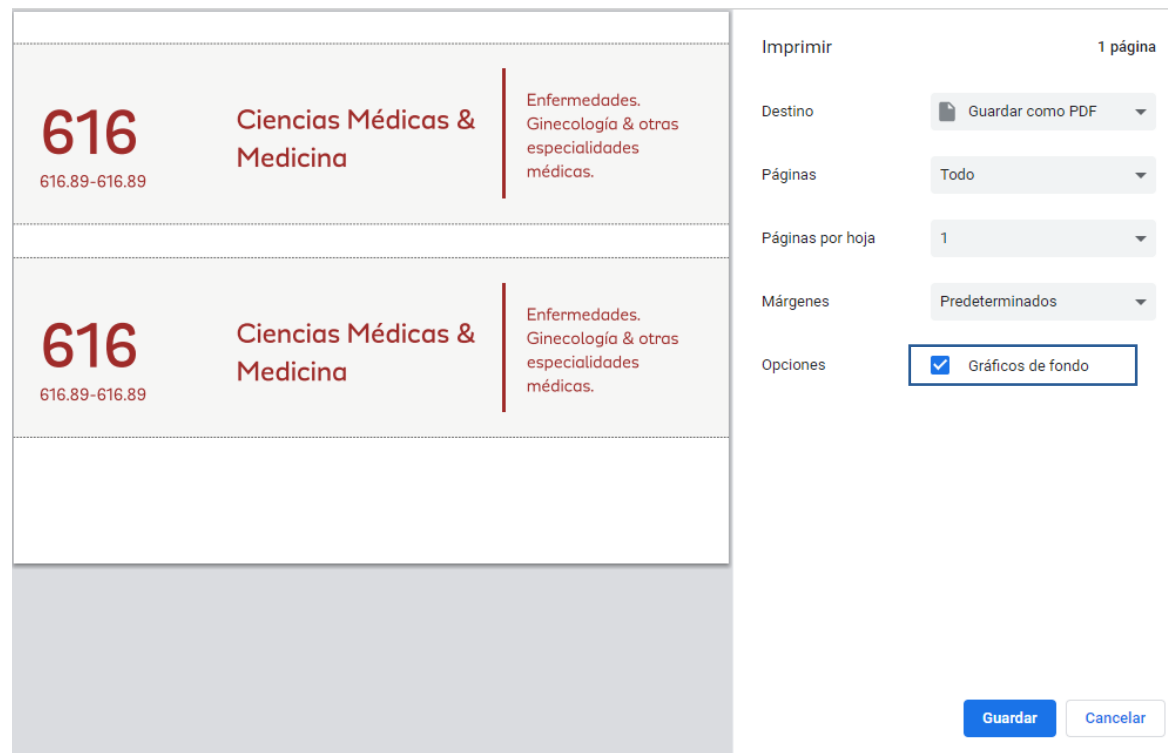 616
616.89-616.89
Ciencias Médicas &
Medicina
Enfermedades.
Ginecología & otras
especialidades
médicas.
616
616.89-616.89
Ciencias Médicas &
Medicina
Enfermedades.
Ginecología & otras
especialidades
médicas.
Imprimir 1 página
Destino Guardar como PDF
Páginas Todo
Páginas por hoja 1
Márgenes Predeterminados
Opciones Gráficos de fondo
Guardar Cancelar